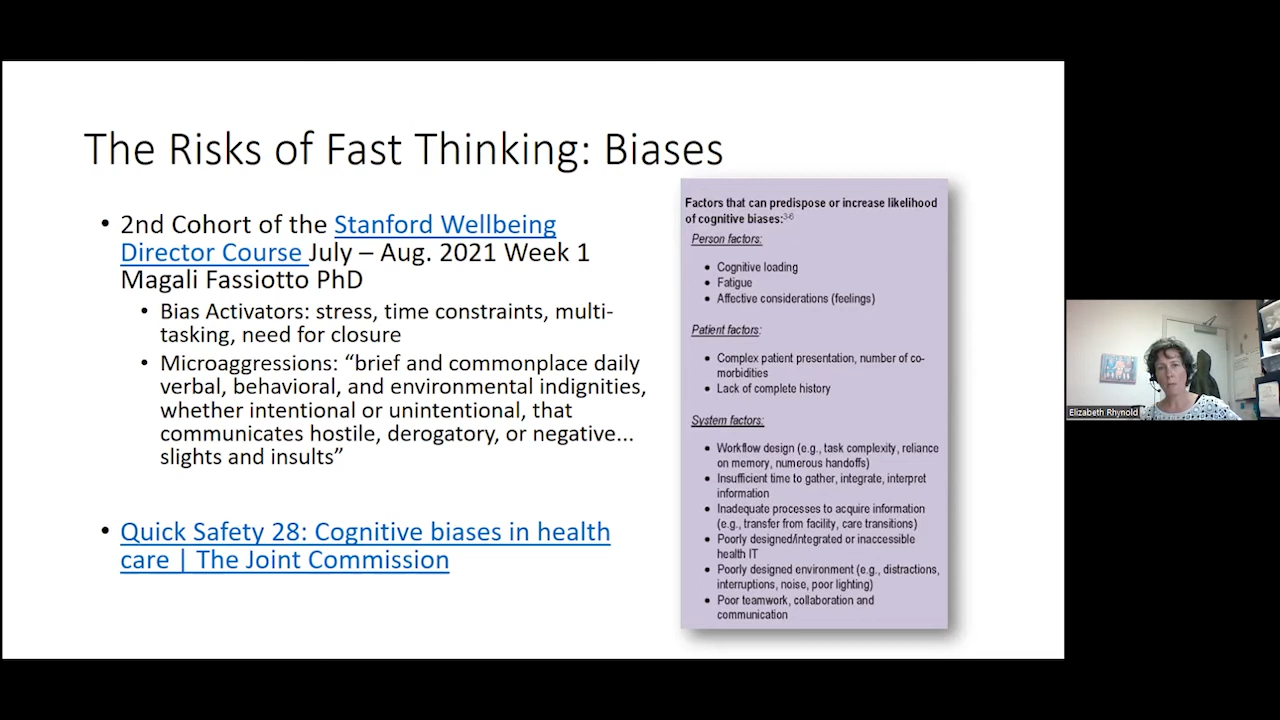 The Risks of Fast Thinking: Biases
• 2nd Cohort of the Stanford Wellbeing
Director Course July – Aug. 2021 Week 1
Magali Fassiotto PhD
• Bias Activators: stress, time constraints, multi-
tasking, need for closure
• Microaggressions: “brief and commonplace daily
verbal, behavioral, and environmental indignities,
whether intentional or unintentional, that
communicates hostile, derogatory, or negative...
slights and insults”
• Quick Safety 28: Cognitive biases in health
care | The Joint Commission
Factors that can predispose or increase likelihood
of cognitive biases:3-6
Person factors:
• Cognitive loading
• Fatigue
• Affective considerations (feelings)
Patient factors:
• Complex patient presentation, number of co-
morbidities
• Lack of complete history
System factors:
• Workflow design (e.g., task complexity, reliance
on memory, numerous handoffs)
• Insufficient time to gather, integrate, interpret
information
• Inadequate processes to acquire information
(e.g., transfer from facility, care transitions)
• Poorly designed/integrated or inaccessible
health IT
• Poorly designed environment (e.g., distractions,
interruptions, noise, poor lighting)
• Poor teamwork, collaboration and
communication
Elizabeth Rhynold